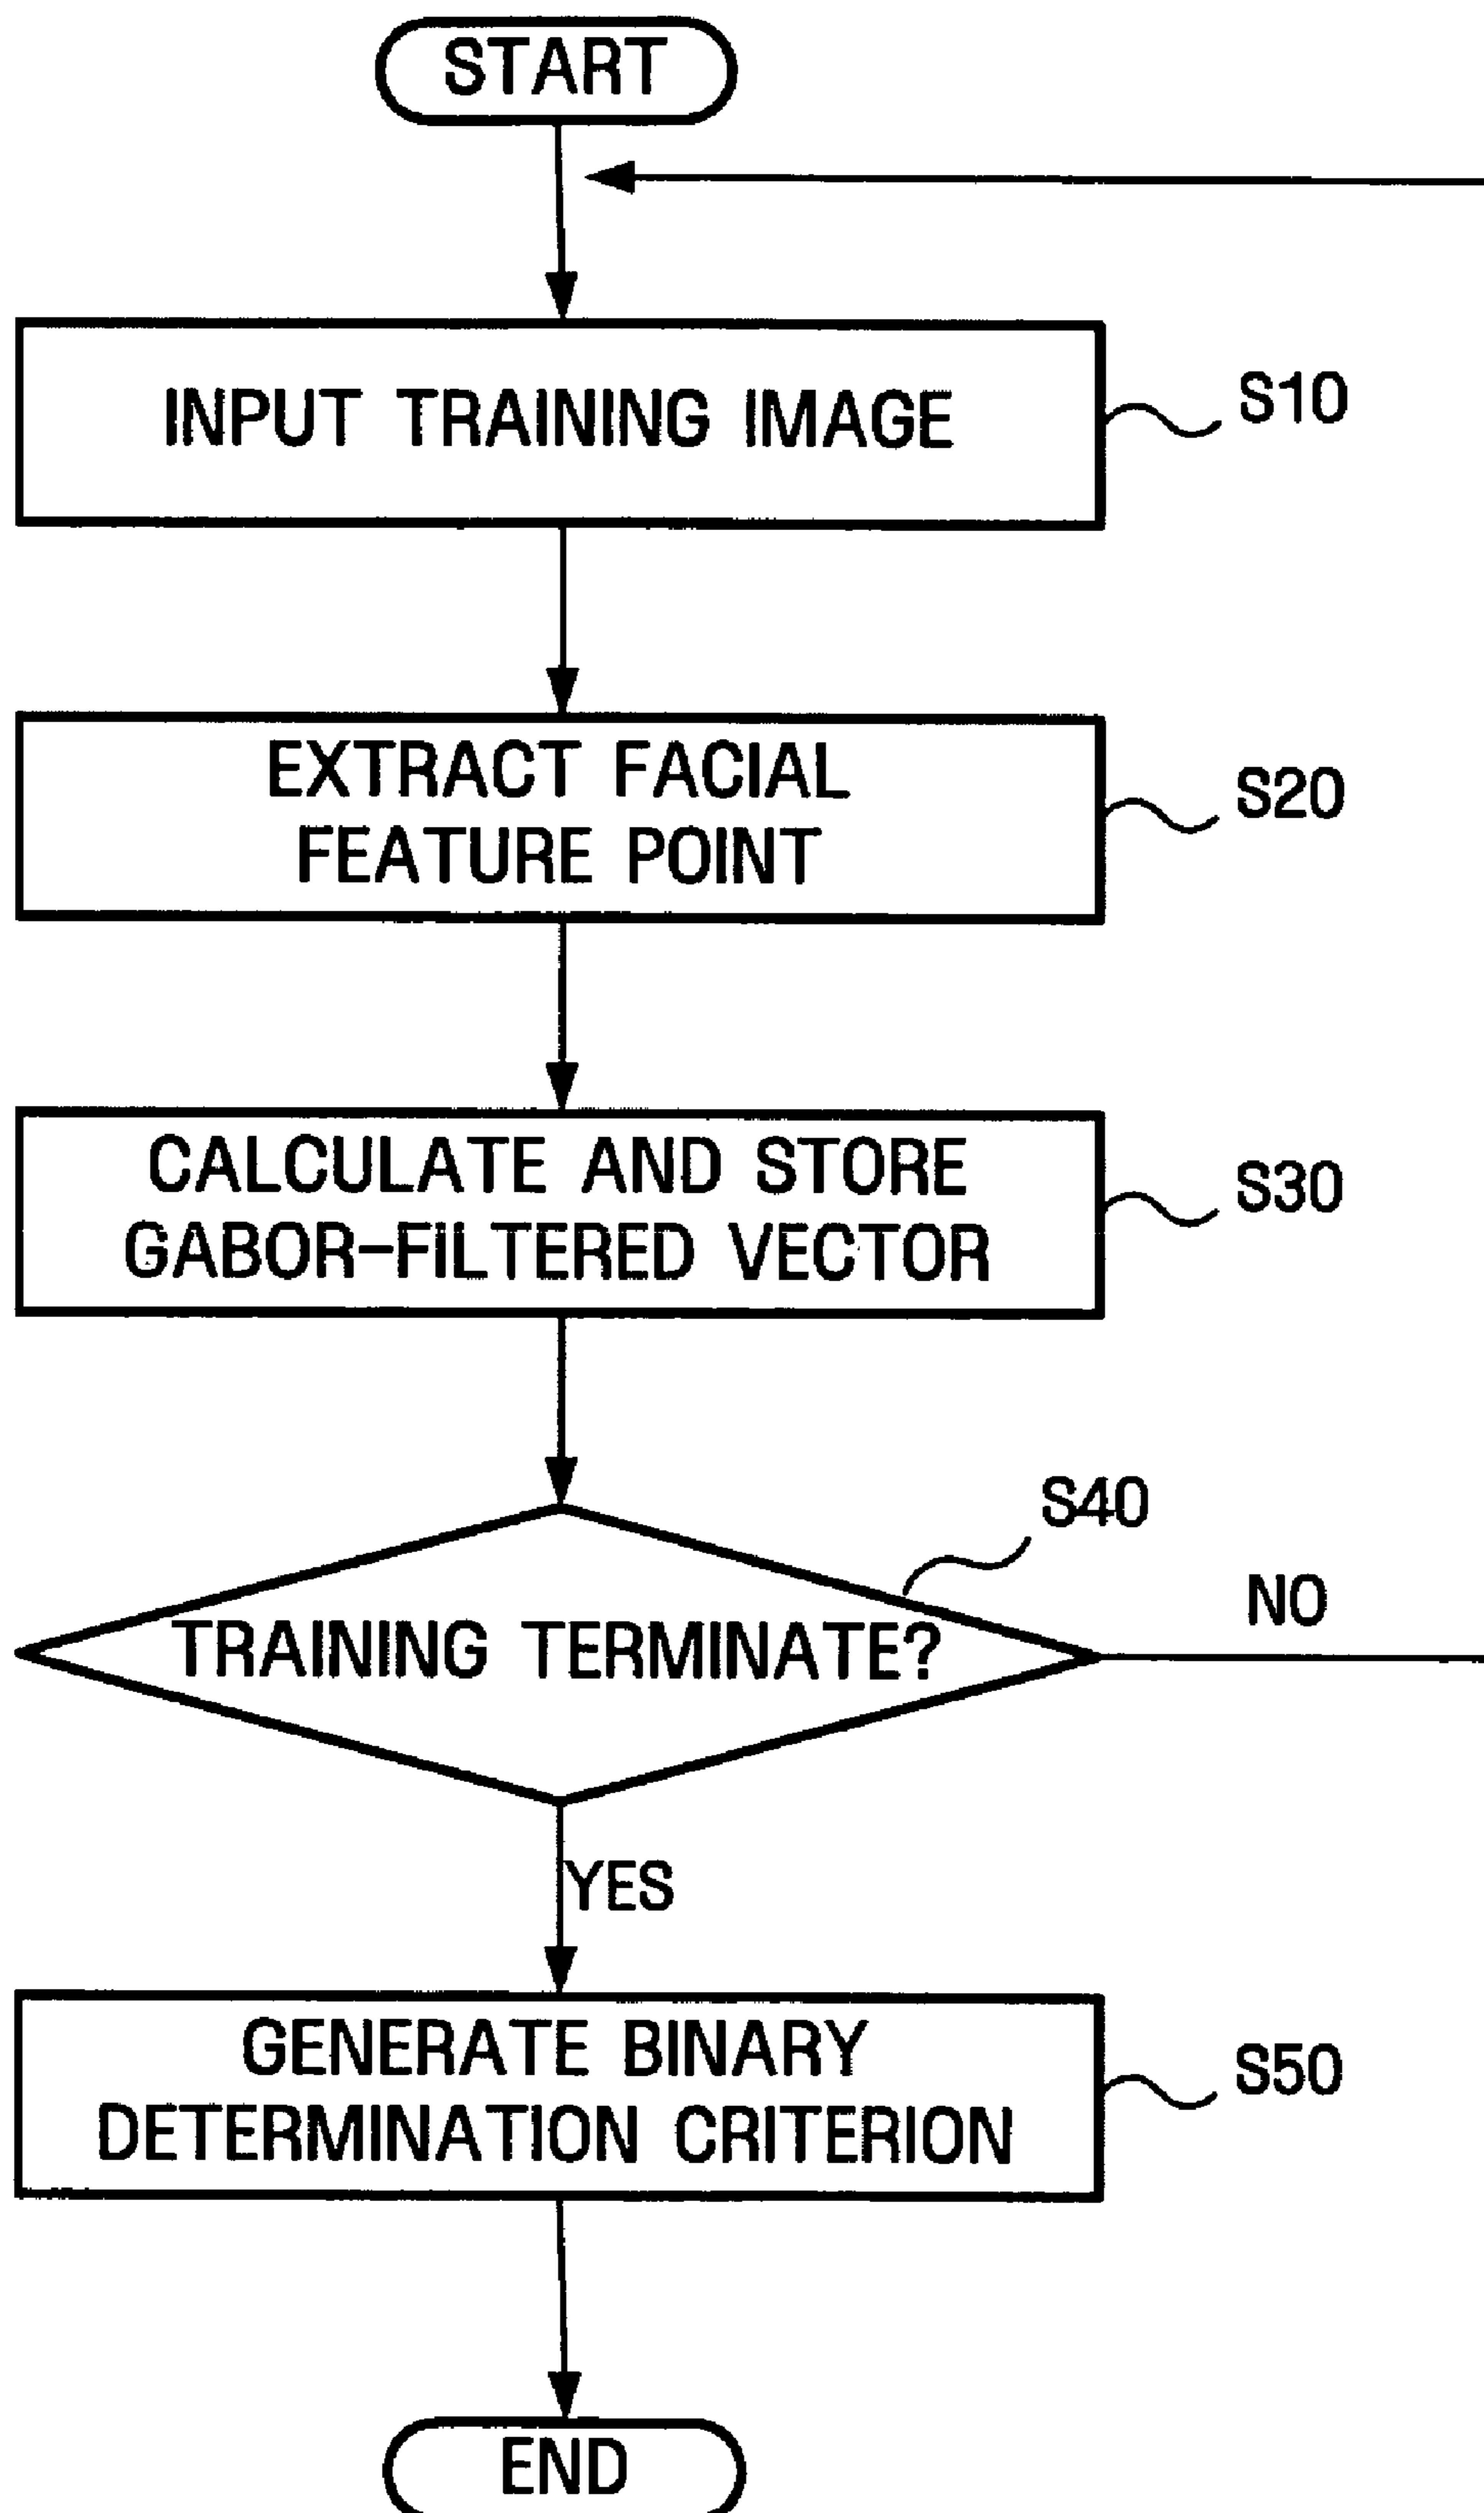 START
INPUT TRAINING IMAGE
S10
EXTRACT FACIAL
FEATURE POINT
S20
CALCULATE AND STORE
GABOR-FILTERED VECTOR
S30
S40
TRAINING TERMINATE?
NO
YES
GENERATE BINARY
DETERMINATION CRITERION
S50
END